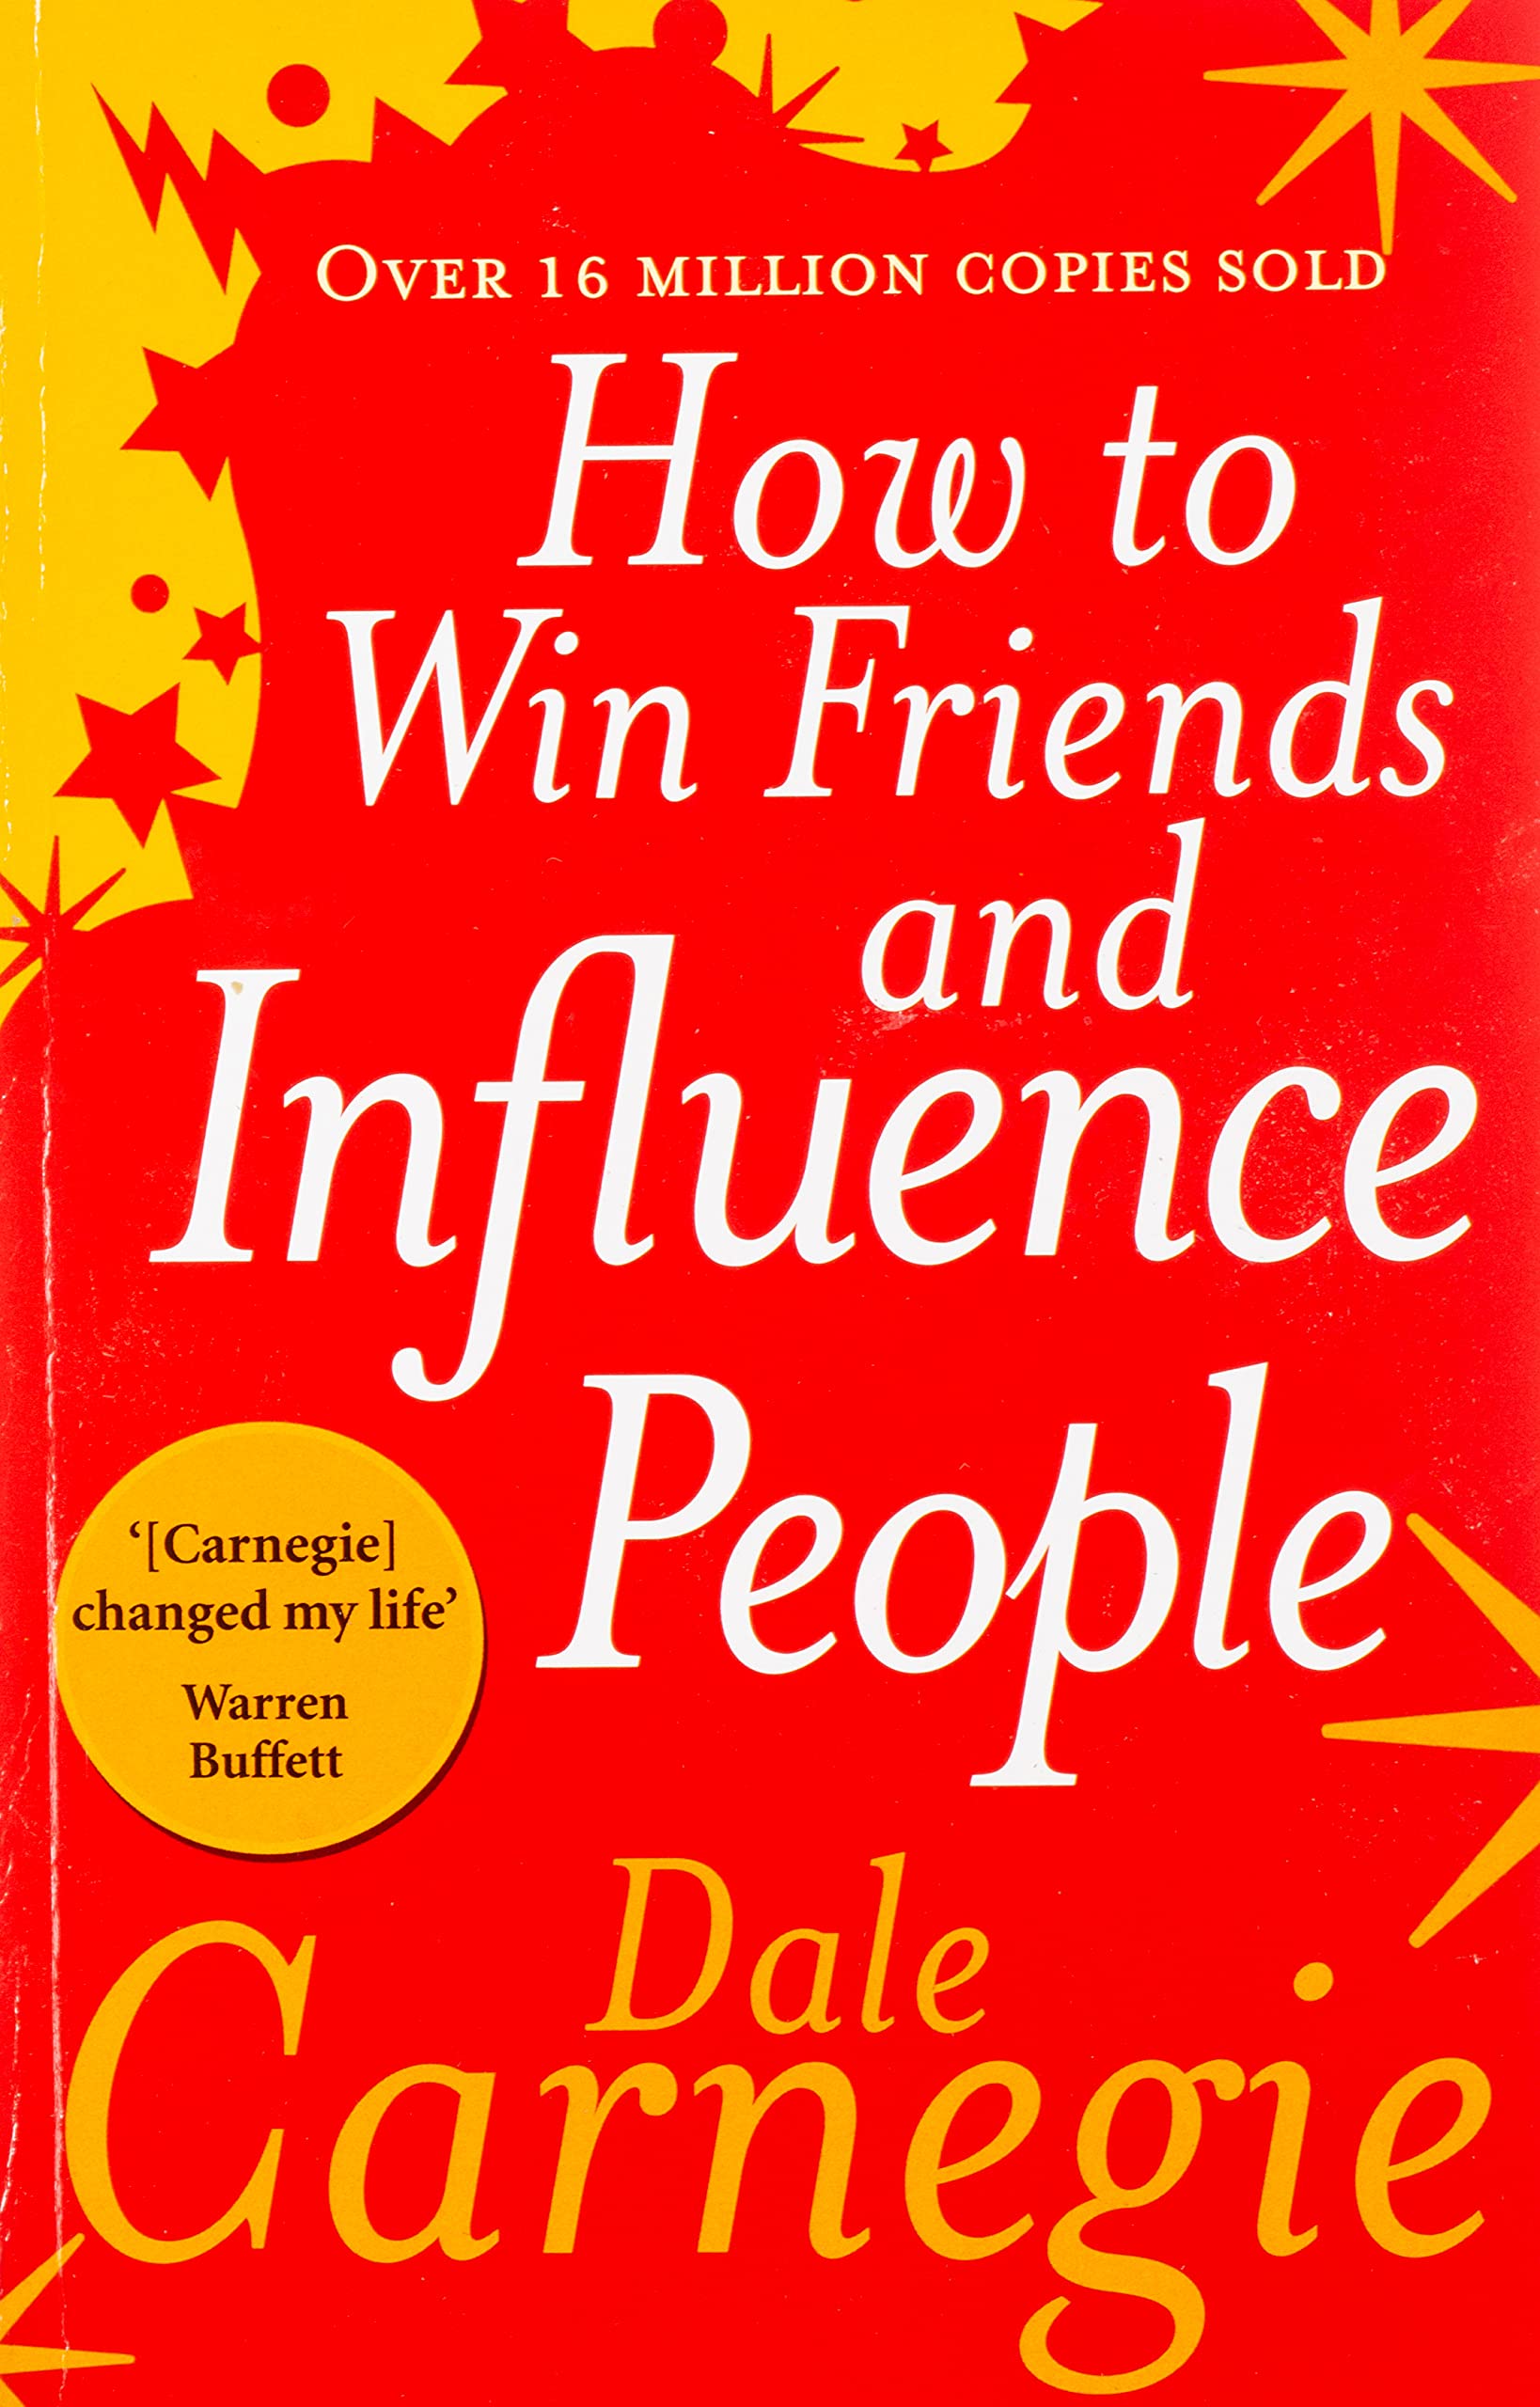 OVER 16 MILLION COPIES SOLD
How to
Win Friends
and
Influence
People
‘[Carnegie]
changed my life’
Warren
Buffett
Dale
Carnegie